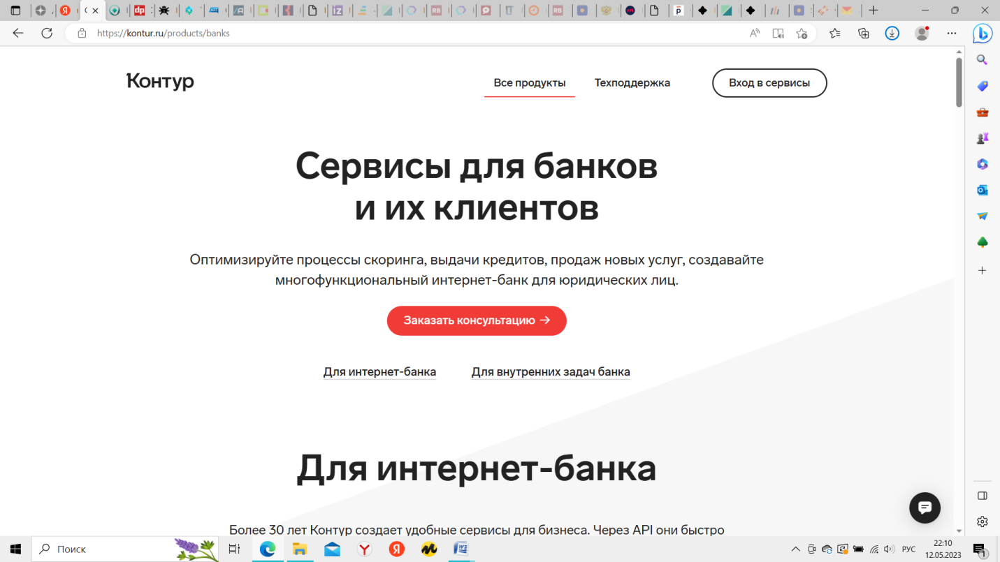 https://kontur.ru/products/banks
Контур
Все продукты
Техподдержка
Вход в сервисы
Сервисы для банков
и их клиентов
Оптимизируйте процессы скоринга, выдачи кредитов, продаж новых услуг, создавайте
многофункциональный интернет-банк для юридических лиц.
Заказать консультацию →
Для интернет-банка
Для внутренних задач банка
Для интернет-банка
Более 30 лет Контур создает удобные сервисы для бизнеса. Через API они быстро
Поиск
РУС
22:10
12.05.2023
1